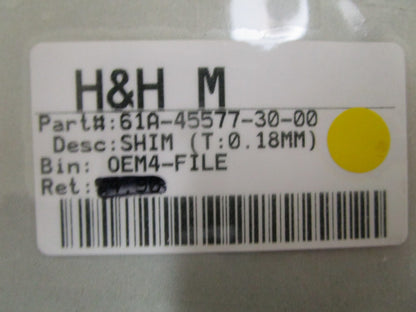 H&H M
Part#:61A-45577-30-00
Desc:SHIM (T:0.18MM)
Bin: OEM4-FILE
Ret: